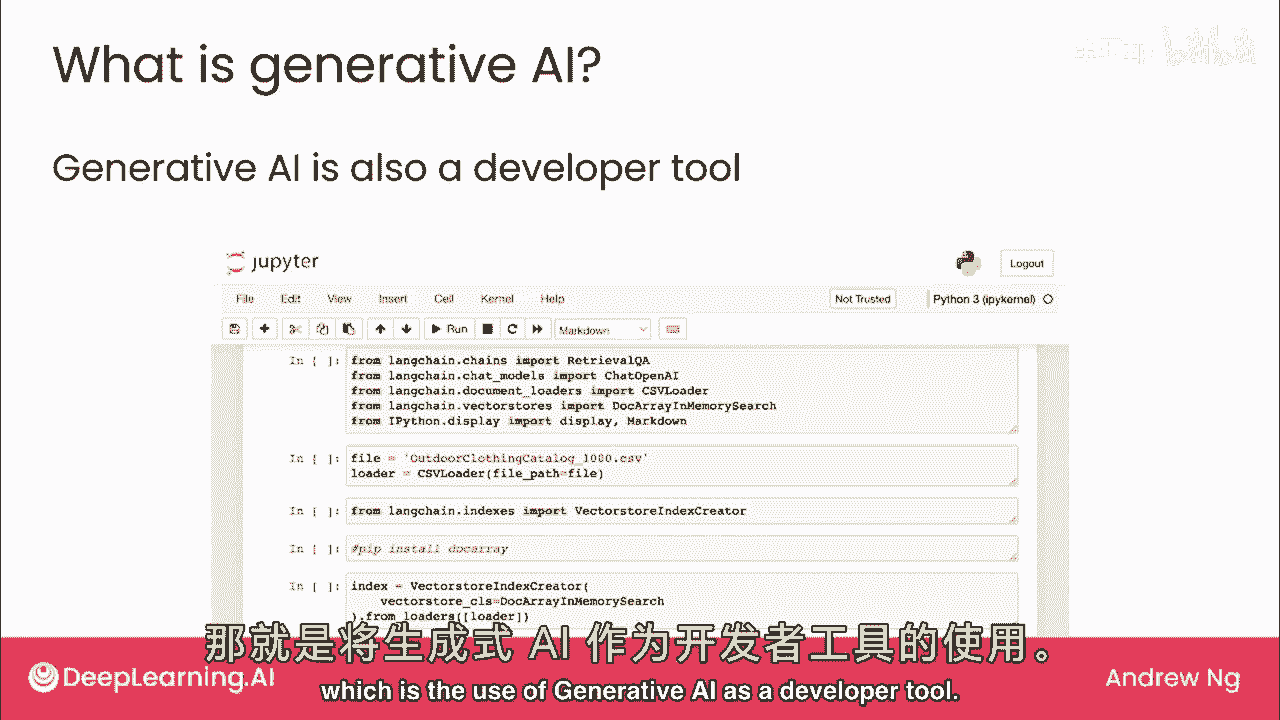 What is generative AI?
Generative AI is also a developer tool
jupyter
Logout
File Edit View Insert Cell Kernel Help
Not Trusted
Python 3 (ipykernel)
Run
Markdown
In [ ]: from langchain.chains import RetrievalQA
from langchain.chat_models import ChatOpenAI
from langchain.document_loaders import CSVLoader
from langchain.vectorstores import DocArrayInMemorySearch
from IPython.display import display, Markdown
In [ ]: file = 'OutdoorClothingCatalog_1000.csv'
loader = CSVLoader(file_path=file)
In [ ]: from langchain.indexes import VectorstoreIndexCreator
In [ ]: #pip install docarray
In [ ]: index = VectorstoreIndexCreator(
vectorstore_cls=DocArrayInMemorySearch
).from_loaders([loader])
那就是将生成式 AI 作为开发者工具的使用。
DeepLearning.AI
which is the use of Generative AI as a developer tool.
Andrew Ng